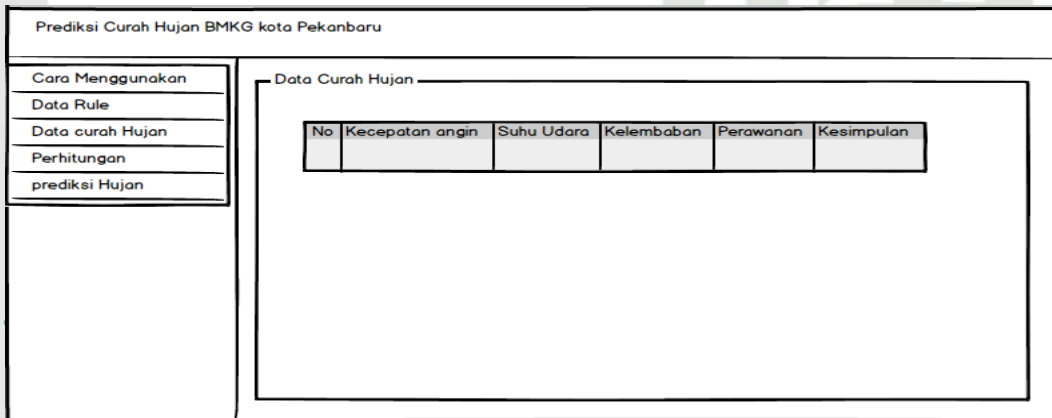 Prediksi Curah Hujan BMKG kota Pekanbaru
Cara Menggunakan
Data Rule
Data curah Hujan
Perhitungan
prediksi Hujan
Data Curah Hujan
No Kecepatan angin Suhu Udara Kelembaban Perawanan Kesimpulan